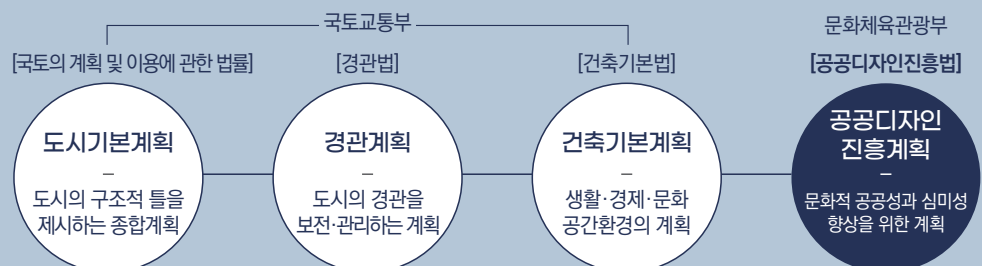 국토교통부
문화체육관광부
[국토의 계획 및 이용에 관한 법률]
[경관법]
[건축기본법]
[공공디자인진흥법]
도시기본계획
–
도시의 구조적 틀을
제시하는 종합계획
경관계획
–
도시의 경관을
보전·관리하는 계획
건축기본계획
–
생활·경제·문화
공간환경의 계획
공공디자인
진흥계획
–
문화적 공공성과 심미성
향상을 위한 계획